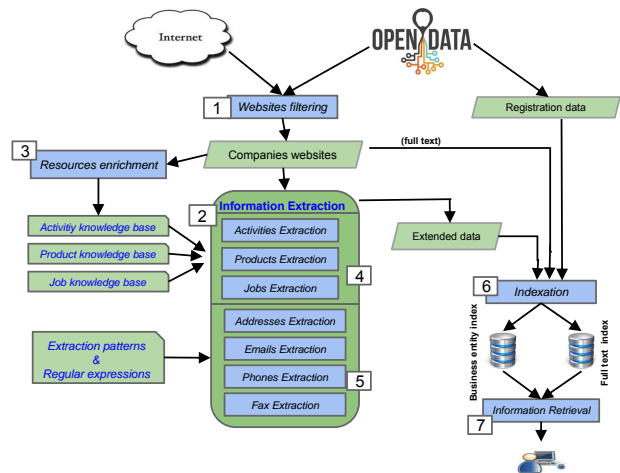 Internet
OPEN DATA
1
Websites filtering
Registration data
3
Resources enrichment
Companies websites
(full text)
2
Information Extraction
Activities Extraction
Products Extraction
Jobs Extraction
4
Activitiy knowledge base
Product knowledge base
Job knowledge base
Extended data
6
Indexation
Addresses Extraction
Emails Extraction
Phones Extraction
5
Fax Extraction
Extraction patterns
&
Regular expressions
Business entity index
Full text index
Information Retrieval
7